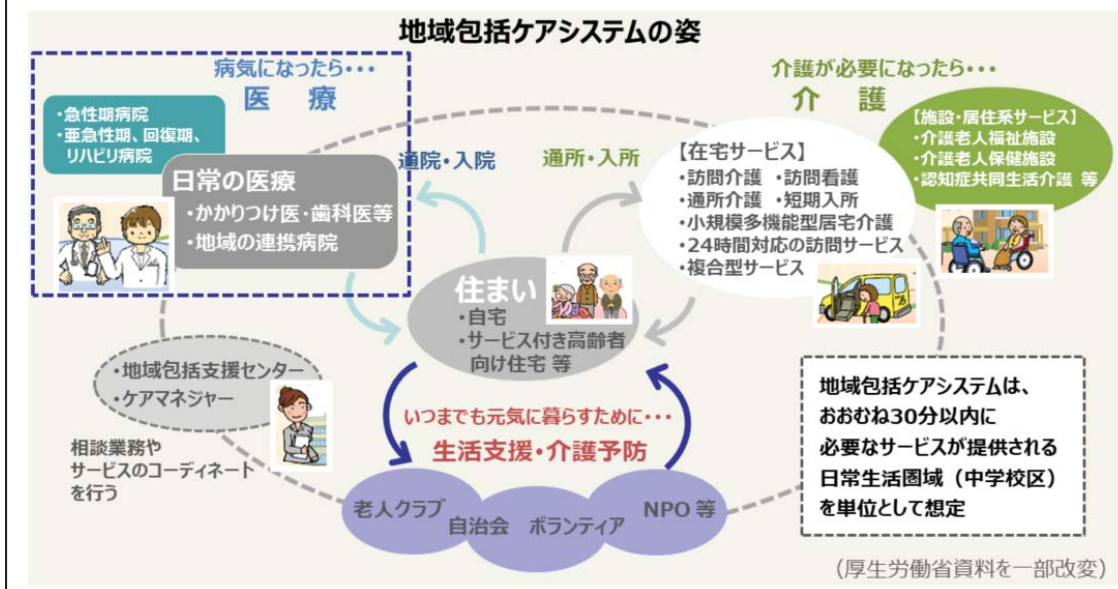 地域包括ケアシステムの姿
病気になったら・・・
医 療
・急性期病院
・亜急性期、回復期、
リハビリ病院
日常の医療
・かかりつけ医・歯科医等
・地域の連携病院
通院・入院
通所・入所
介護が必要になったら・・・
介 護
【在宅サービス】
・訪問介護 ・訪問看護
・通所介護 ・短期入所
・小規模多機能型居宅介護
・24時間対応の訪問サービス
・複合型サービス
【施設・居住系サービス】
・介護老人福祉施設
・介護老人保健施設
・認知症共同生活介護 等
住まい
・自宅
・サービス付き高齢者
向け住宅 等
・地域包括支援センター
・ケアマネジャー
相談業務や
サービスのコーディネート
を行う
いつまでも元気に暮らすために・・・
生活支援・介護予防
老人クラブ
自治会
ボランティア
NPO 等
地域包括ケアシステムは、
おおむね30分以内に
必要なサービスが提供される
日常生活圏域（中学校区）
を単位として想定
（厚生労働省資料を一部改変）